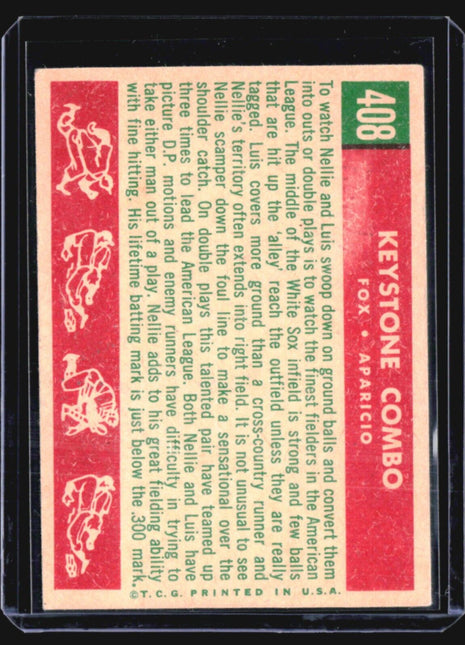 408
KEYSTONE COMBO
FOX • APARICIO
To watch Nellie and Luis swoop down on ground balls and convert them
into outs or double plays is to watch the finest fielders in the American
League. The middle of the White Sox infield is strong and few balls
that are hit up the 'alley' reach the outfield unless they are really
tagged. Luis covers more ground than a cross-country runner and
Nellie's territory often extends into right field. It is not unusual to see
Nellie scamper down the foul line to make a sensational over the
shoulder catch. On double plays this talented pair have teamed up
three times to lead the American League. Both Nellie and Luis have
picture D.P. motions and enemy runners have difficulty in trying to
take either man out of a play. Nellie adds to his great fielding ability
with fine hitting. His lifetime batting mark is just below the .300 mark.
©T.C.G. PRINTED IN U.S.A.